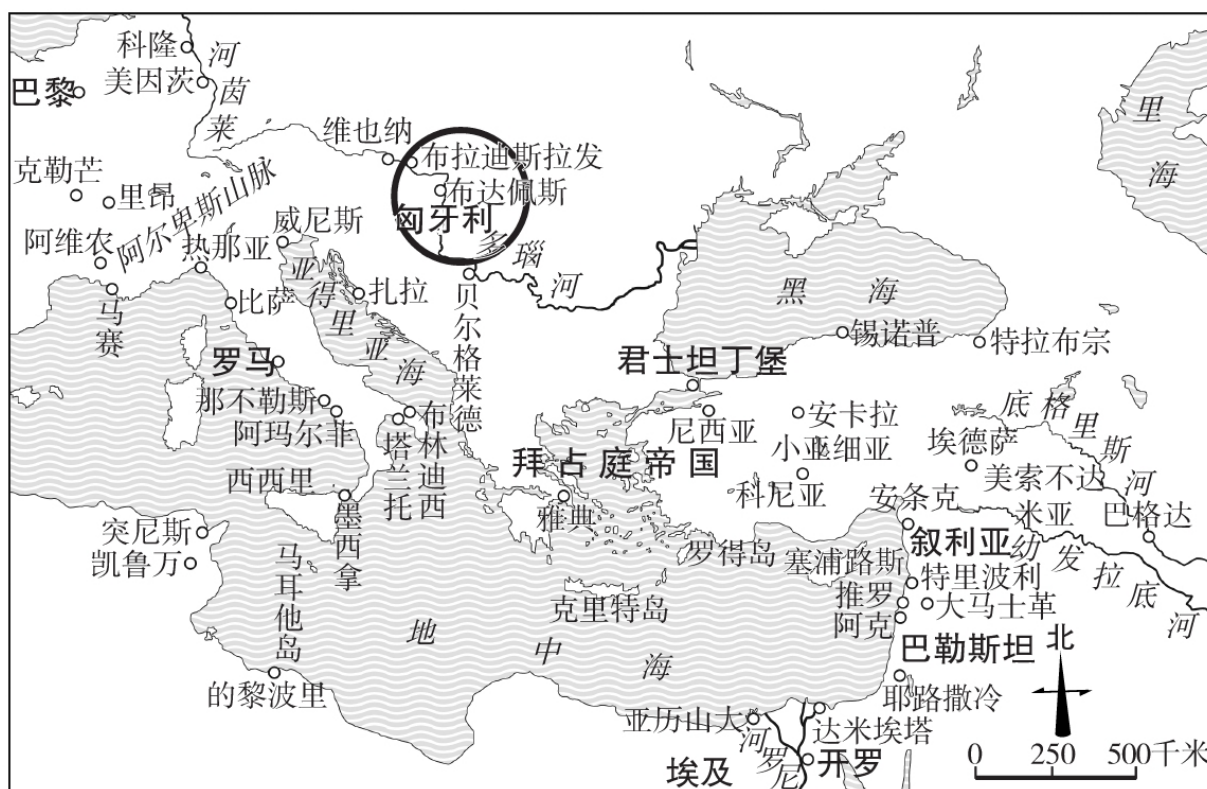 科隆
美因茨
河茵莱
巴黎
维也纳
布拉迪斯拉发
布达佩斯
匈牙利
克勒芒
里昂
阿尔卑斯山脉
威尼斯
阿维农
热那亚
多瑙河
里海
马赛
比萨
亚得里亚海
扎拉
贝尔格莱德
黑海
锡诺普
特拉布宗
罗马
君士坦丁堡
那不勒斯
阿玛尔菲
塔兰托
布林迪西
尼西亚
安卡拉
小亚细亚
底格里斯河
埃德萨
拜占庭帝国
美索不达
米亚
西西里
墨西拿
雅典
科尼亚
安条克
巴格达
突尼斯
凯鲁万
马耳他岛
罗得岛
塞浦路斯
叙利亚
幼发拉底河
特里波利
克里特岛
推罗
大马士革
阿克
地中海
巴勒斯坦
北
的黎波里
耶路撒冷
亚历山大
达米埃塔
河罗尼
埃及
开罗
0 250 500千米